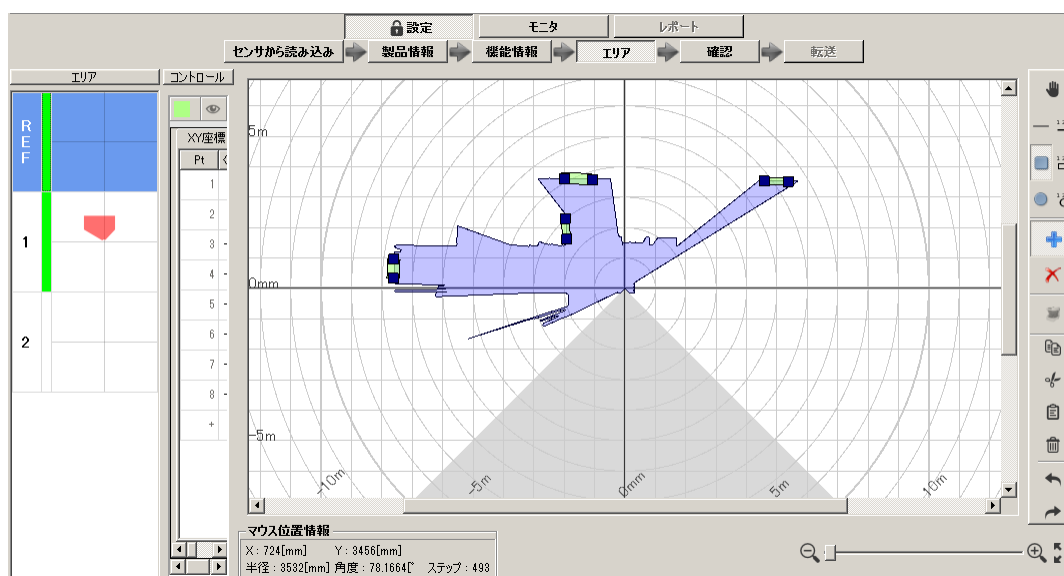 設定 モニタ レポート
センサから読み込み 製品情報 機能情報 エリア 確認 転送
エリア
コントロール
REF
1
2
XY座標
Pt
1
2
3 -
4 -
5 -
6 -
7 -
8 -
+
5m
0mm
-5m
-10m -5m 0mm 5m 10m
マウス位置情報
X : 724[mm] Y : 3456[mm]
半径 : 3532[mm] 角度 : 78.1664[ﾟ ステップ : 493